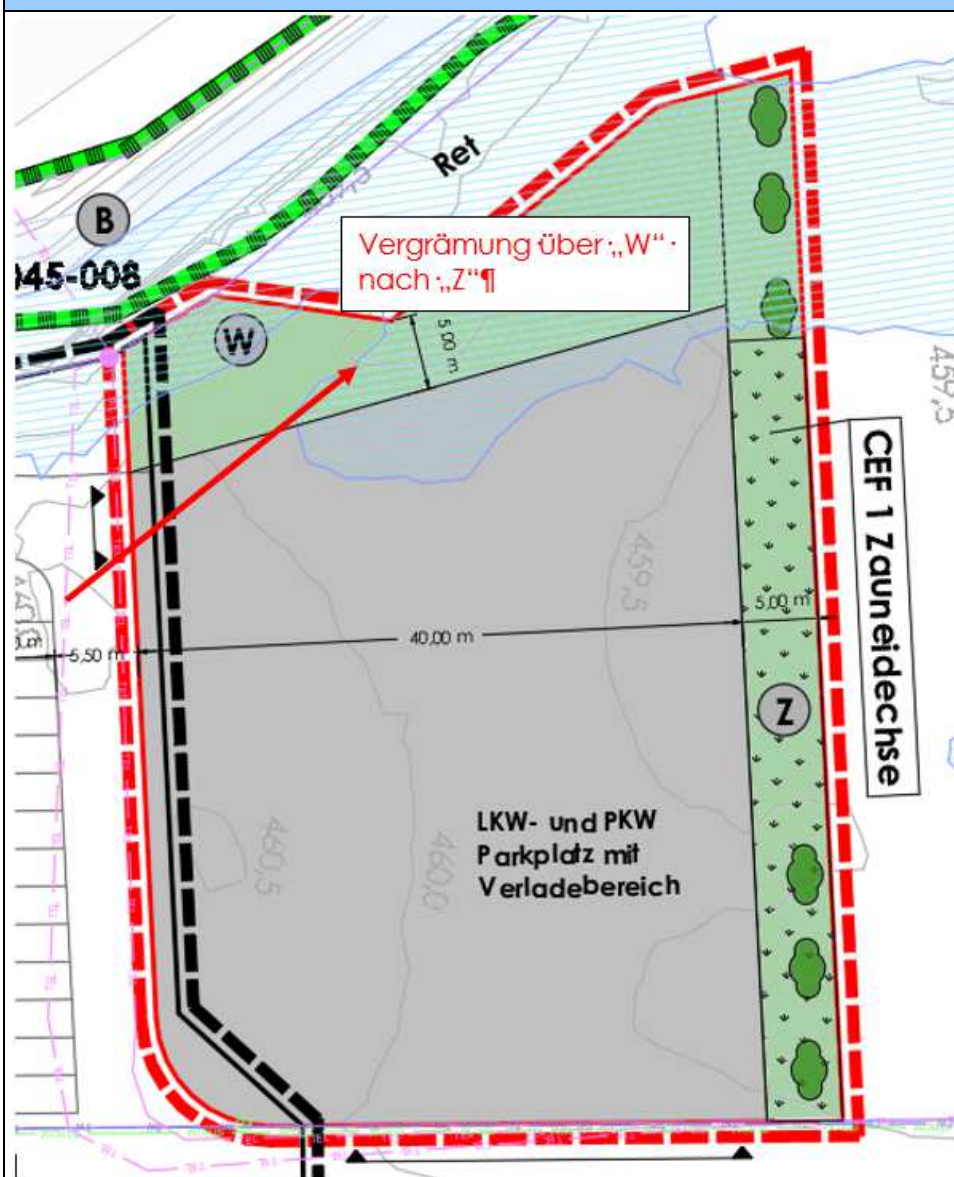 Ret
B
045-008
Vergrämung·über·„W“·
nach·„Z“¶
W
5,00 m
459,5
CEF 1 Zauneidechse
459,5
5,50 m
40,00 m
5,00 m
Z
LKW- und PKW
Parkplatz mit
Verladebereich
460,5
460,0